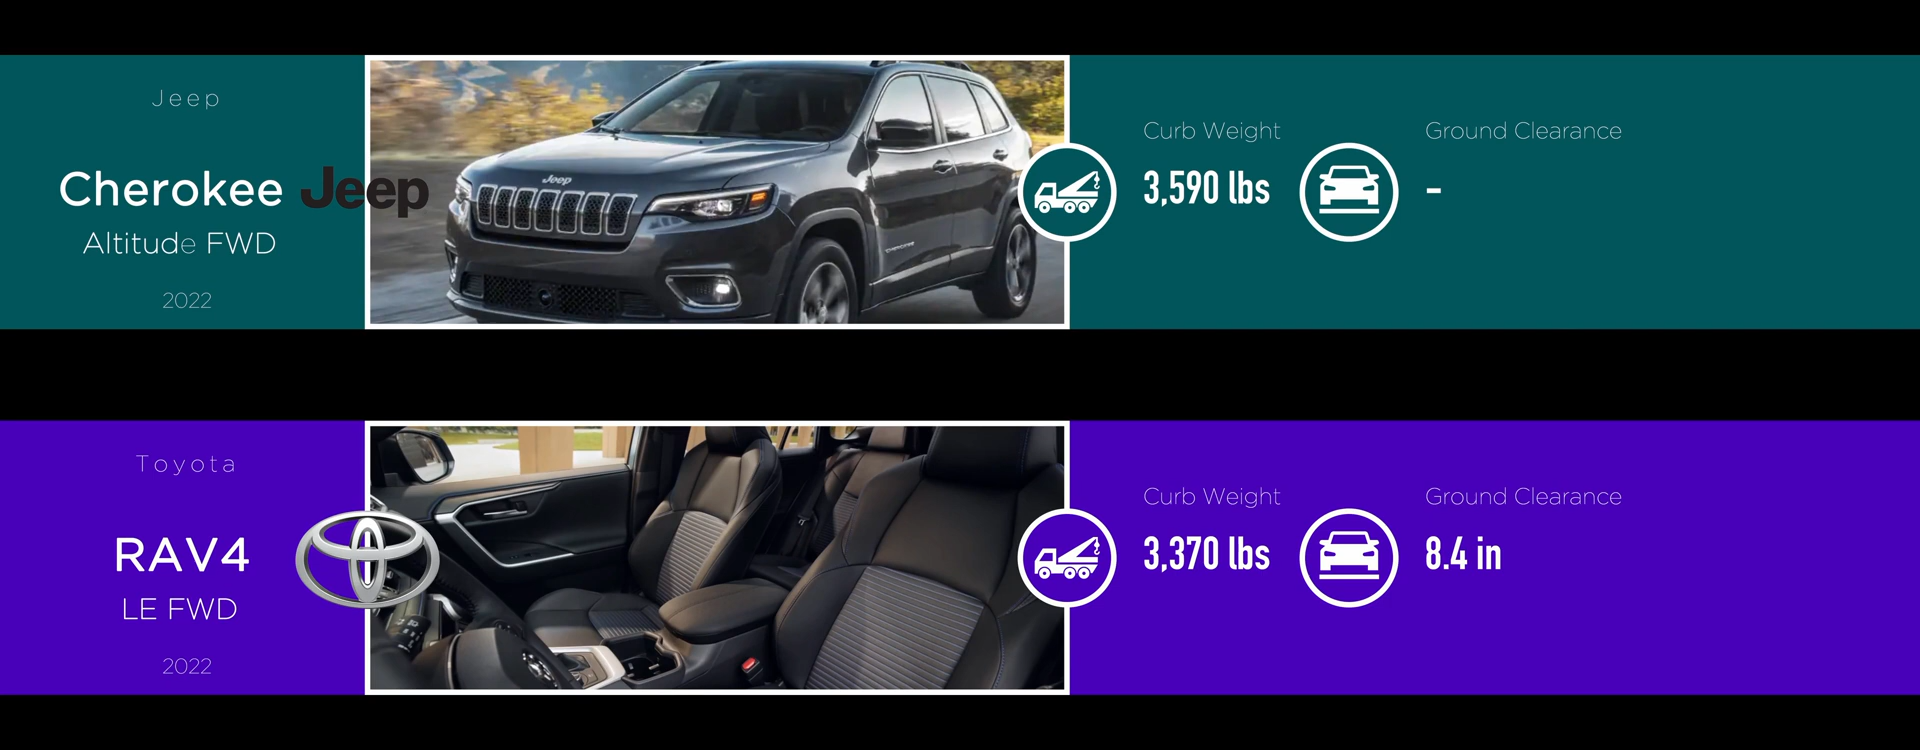 Jeep
Cherokee
Jeep
Altitude FWD
2022
Jeep
Curb Weight
3,590 lbs
Ground Clearance
-
Toyota
RAV4
LE FWD
2022
Curb Weight
3,370 lbs
Ground Clearance
8.4 in